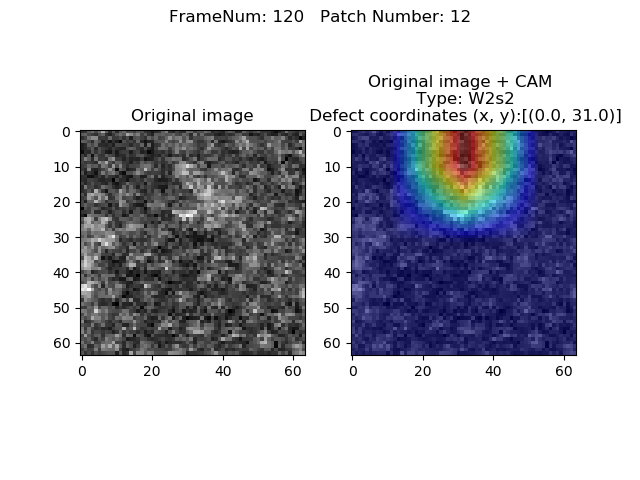 FrameNum: 120   Patch Number: 12
Original image
Original image + CAM
Type: W2s2
Defect coordinates (x, y):[(0.0, 31.0)]
0
10
20
30
40
50
60
0 20 40 60
0
10
20
30
40
50
60
0 20 40 60